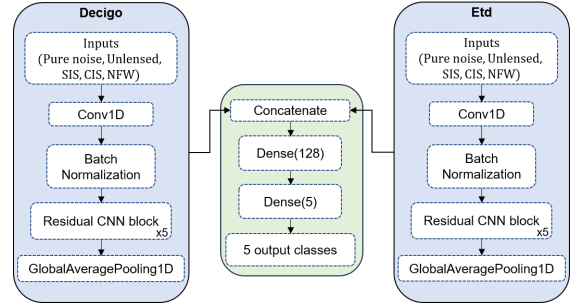 Decigo
Inputs
(Pure noise, Unlensed,
SIS, CIS, NFW)
Conv1D
Batch
Normalization
Residual CNN block
x5
GlobalAveragePooling1D
Concatenate
Dense(128)
Dense(5)
5 output classes
Etd
Inputs
(Pure noise, Unlensed,
SIS, CIS, NFW)
Conv1D
Batch
Normalization
Residual CNN block
x5
GlobalAveragePooling1D